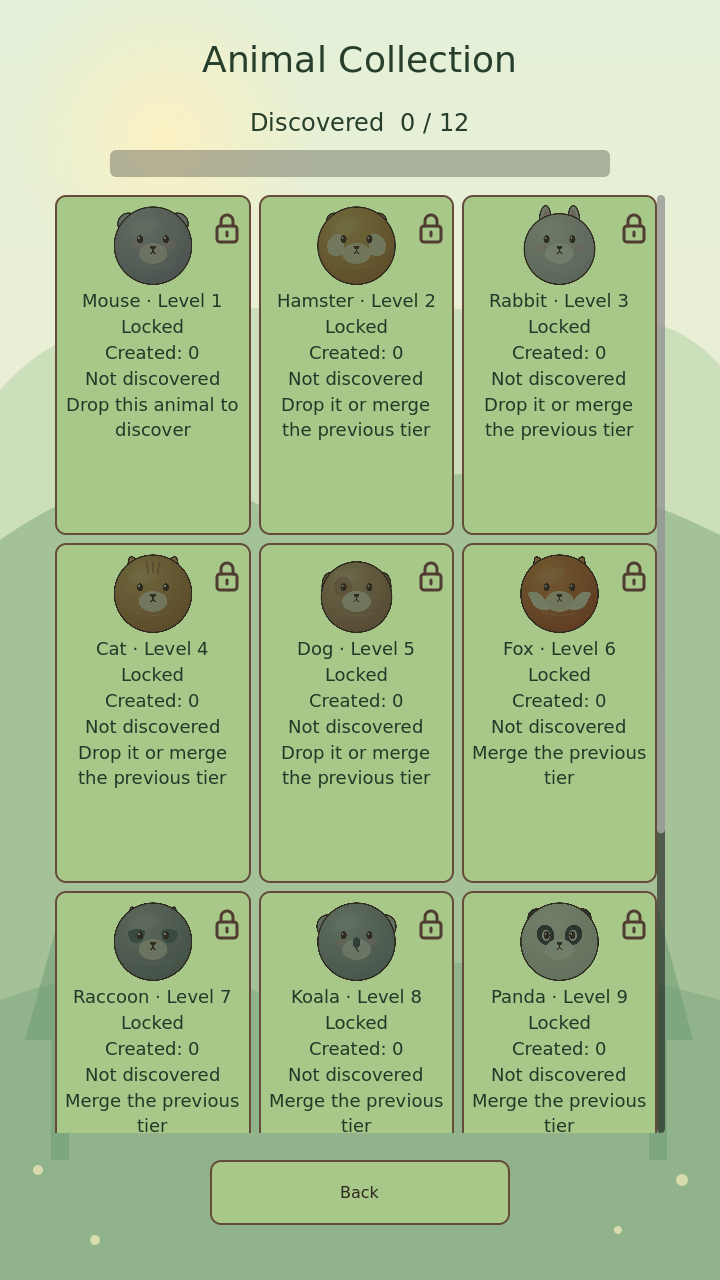 Animal Collection
Discovered 0 / 12
Mouse · Level 1
Locked
Created: 0
Not discovered
Drop this animal to
discover
Hamster · Level 2
Locked
Created: 0
Not discovered
Drop it or merge
the previous tier
Rabbit · Level 3
Locked
Created: 0
Not discovered
Drop it or merge
the previous tier
Cat · Level 4
Locked
Created: 0
Not discovered
Drop it or merge
the previous tier
Dog · Level 5
Locked
Created: 0
Not discovered
Drop it or merge
the previous tier
Fox · Level 6
Locked
Created: 0
Not discovered
Merge the previous
tier
Raccoon · Level 7
Locked
Created: 0
Not discovered
Merge the previous
tier
Koala · Level 8
Locked
Created: 0
Not discovered
Merge the previous
tier
Panda · Level 9
Locked
Created: 0
Not discovered
Merge the previous
tier
Back